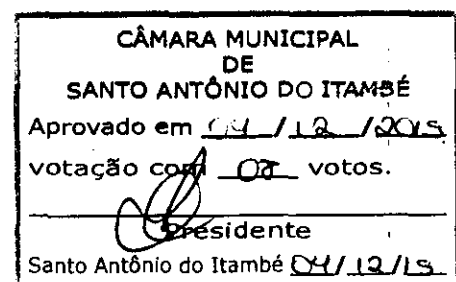 CÂMARA MUNICIPAL
DE
SANTO ANTÔNIO DO ITAMBÉ
Aprovado em 04 / 12 / 2015
votação com votos.
Presidente
Santo Antônio do Itambé 04/12/15